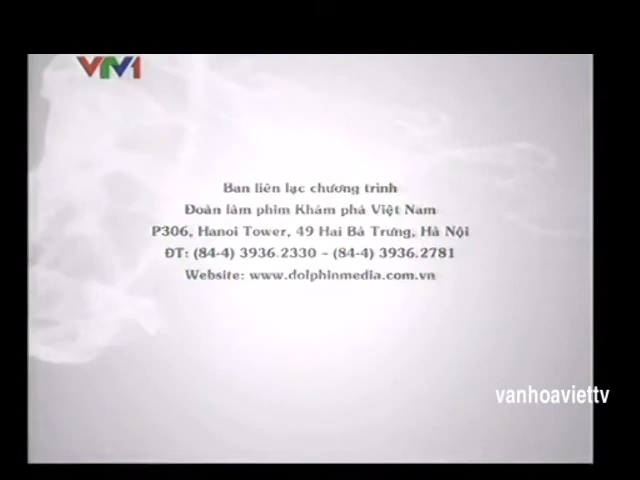 VTV1
Ban liên lạc chương trình
Đoàn làm phim Khám phá Việt Nam
P306, Hanoi Tower, 49 Hai Bà Trưng, Hà Nội
ĐT: (84-4) 3936.2330 - (84-4) 3936.2781
Website: www.dolphinmedia.com.vn
vanhoaviettv